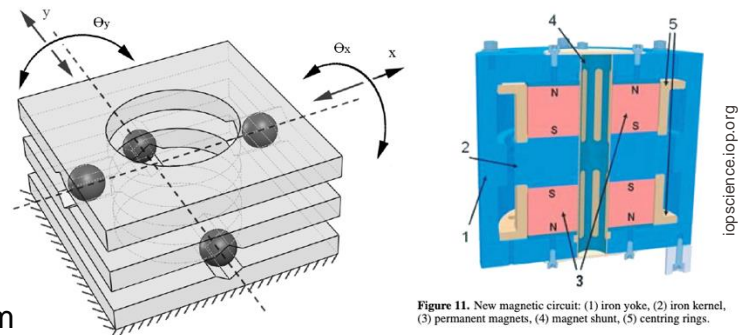 y
Θy
Θx
x
4
5
N
N
S
S
2
S
S
N
N
1
3
m
iopscience.iop.org
Figure 11. New magnetic circuit: (1) iron yoke, (2) iron kernel,
(3) permanent magnets, (4) magnet shunt, (5) centring rings.